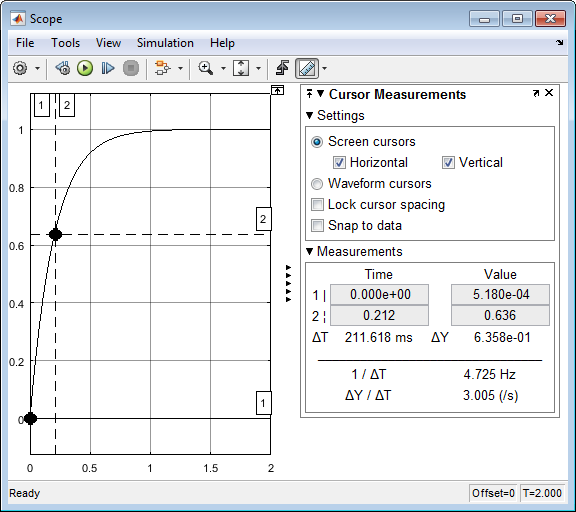 Scope
File Tools View Simulation Help
1 2
Cursor Measurements
Settings
Screen cursors
Horizontal Vertical
Waveform cursors
Lock cursor spacing
Snap to data
Measurements
Time Value
1 | 0.000e+00 5.180e-04
2 ¦ 0.212 0.636
ΔT 211.618 ms ΔY 6.358e-01
1 / ΔT 4.725 Hz
ΔY / ΔT 3.005 (/s)
1
0.8
2
0.6
0.4
0.2
1
0
0 0.5 1 1.5 2
Ready Offset=0 T=2.000